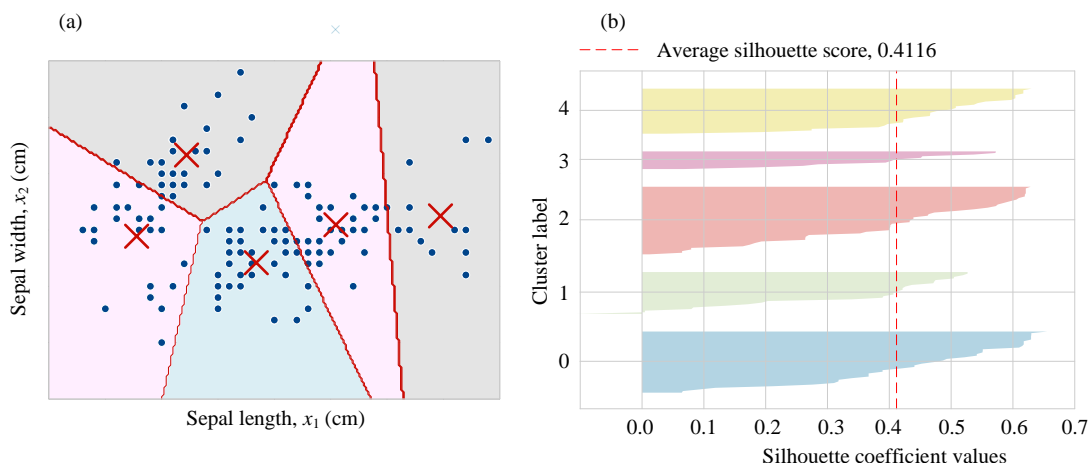 (a)
Sepal width, x2 (cm)
Sepal length, x1 (cm)
(b)
Average silhouette score, 0.4116
Cluster label
4
3
2
1
0
0.0 0.1 0.2 0.3 0.4 0.5 0.6 0.7
Silhouette coefficient values